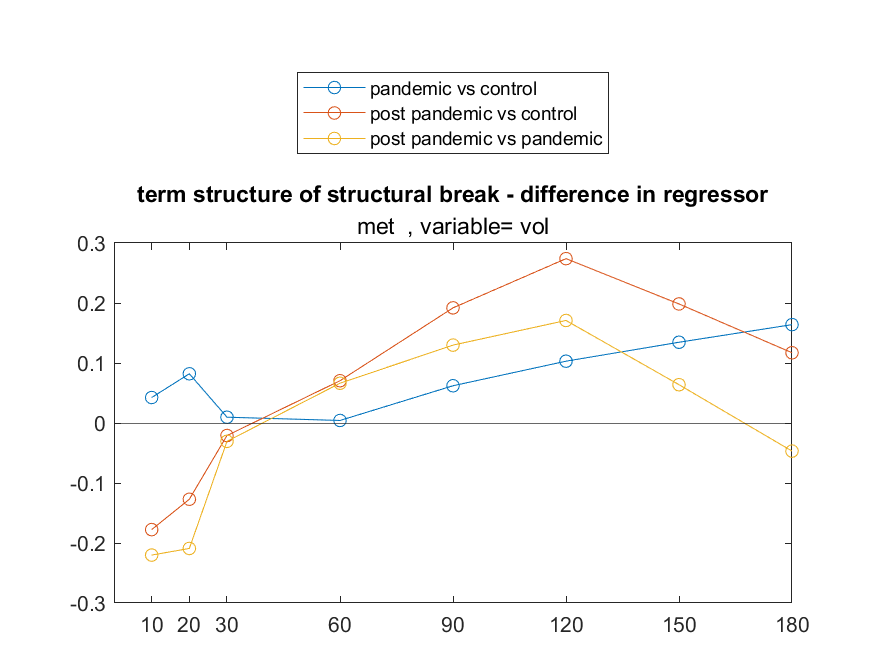 pandemic vs control
post pandemic vs control
post pandemic vs pandemic
term structure of structural break - difference in regressor
met , variable= vol
0.3
0.2
0.1
0
-0.1
-0.2
-0.3
10 20 30 60 90 120 150 180